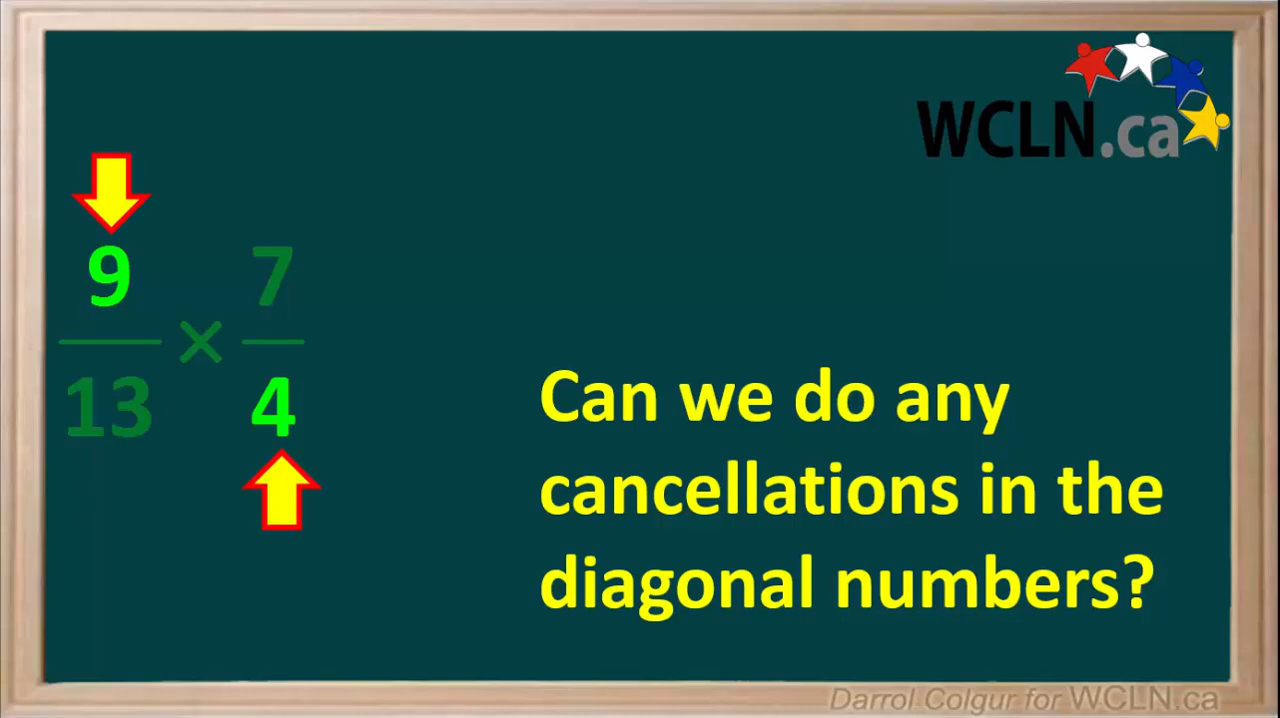 WCLN.ca
9 7
×
13 4
Can we do any
cancellations in the
diagonal numbers?
Darrol Colgur for WCLN.ca